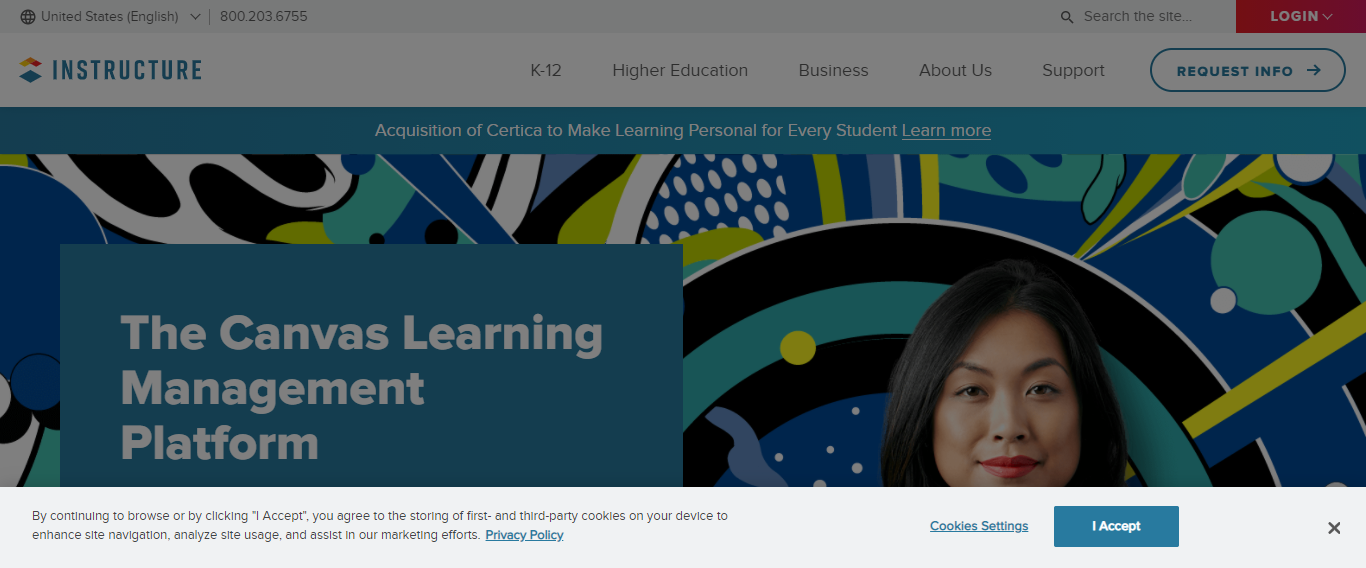 United States (English)
800.203.6755
Search the site...
LOGIN
INSTRUCTURE
K-12
Higher Education
Business
About Us
Support
REQUEST INFO
Acquisition of Certica to Make Learning Personal for Every Student Learn more
The Canvas Learning
Management
Platform
By continuing to browse or by clicking "I Accept", you agree to the storing of first- and third-party cookies on your device to
enhance site navigation, analyze site usage, and assist in our marketing efforts. Privacy Policy
Cookies Settings
I Accept